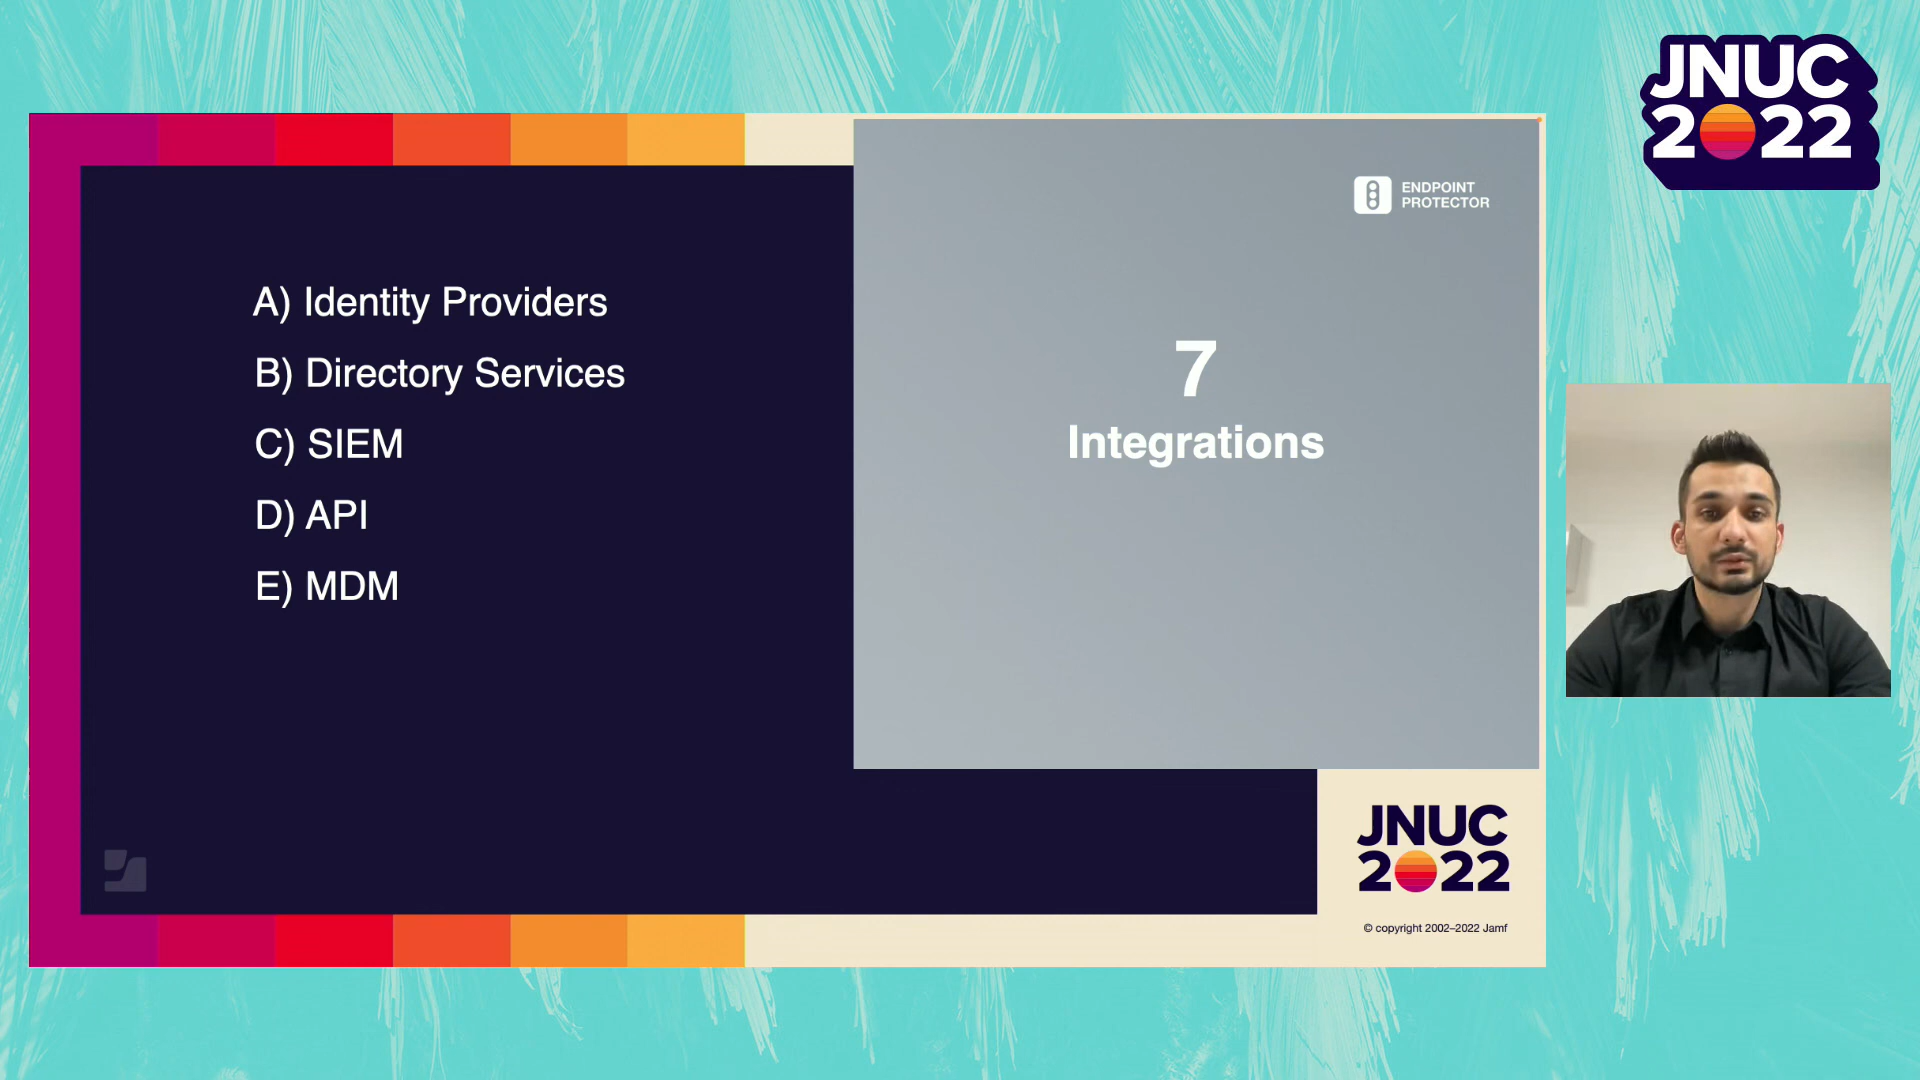 JNUC
2022
ENDPOINT
PROTECTOR
A) Identity Providers
B) Directory Services
C) SIEM
D) API
E) MDM
7
Integrations
JNUC
2022
© copyright 2002–2022 Jamf